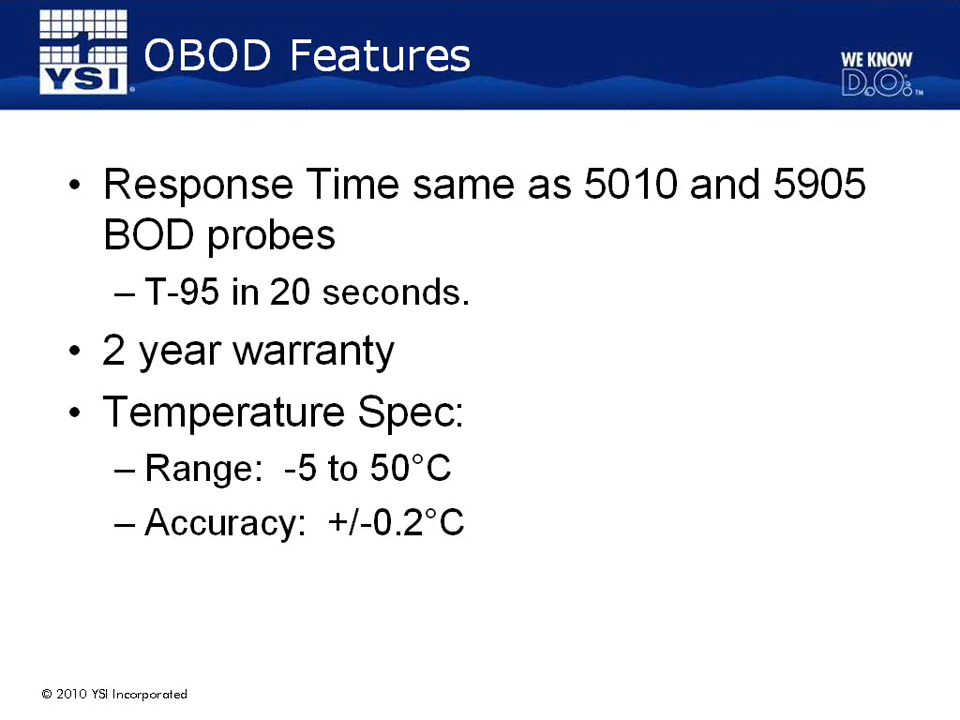 YSI
OBOD Features
WE KNOW
D.O.™
• Response Time same as 5010 and 5905
BOD probes
– T-95 in 20 seconds.
• 2 year warranty
• Temperature Spec:
– Range:  -5 to 50°C
– Accuracy:  +/-0.2°C
© 2010 YSI Incorporated